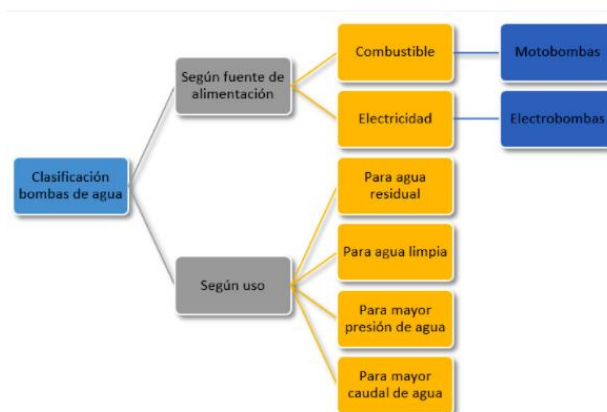 Clasificación
bombas de agua
Según fuente de
alimentación
Combustible
Motobombas
Electricidad
Electrobombas
Según uso
Para agua
residual
Para agua limpia
Para mayor
presión de agua
Para mayor
caudal de agua